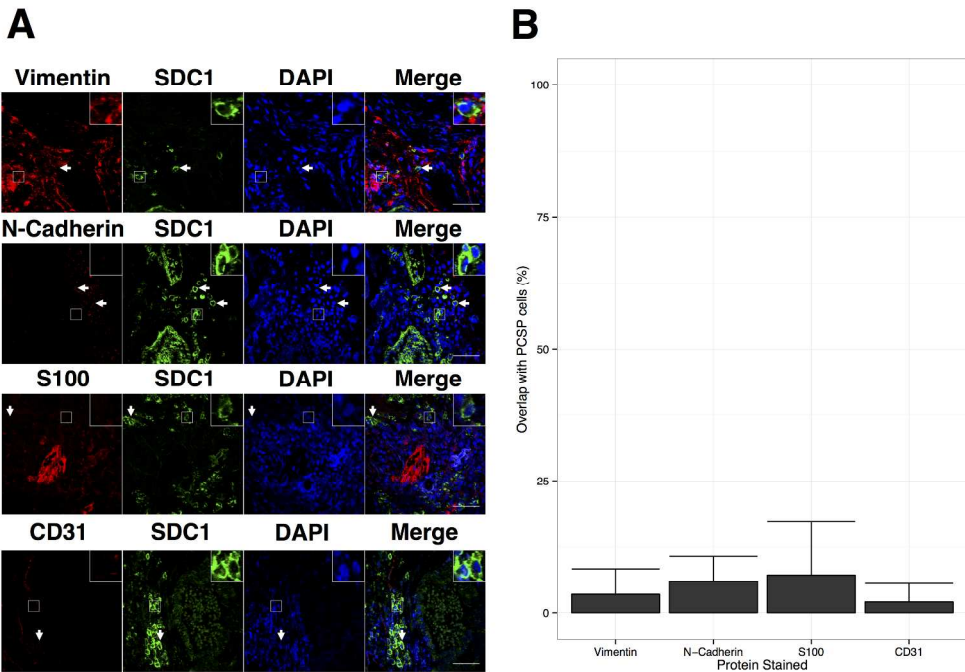 A
B
Vimentin SDC1 DAPI Merge
N-Cadherin SDC1 DAPI Merge
S100 SDC1 DAPI Merge
CD31 SDC1 DAPI Merge
Overlap with PCSP cells (%)
100
75
50
25
0
Vimentin N-Cadherin S100 CD31
Protein Stained